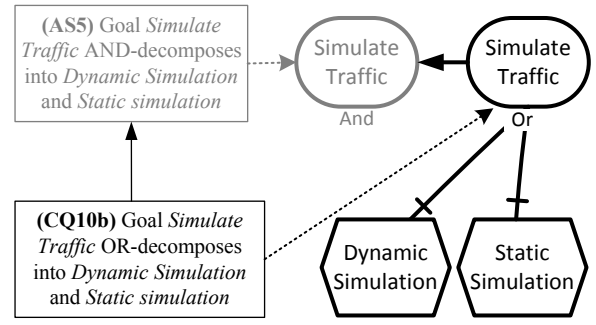 (AS5) Goal Simulate
Traffic AND-decomposes
into Dynamic Simulation
and Static simulation
Simulate
Traffic
And
Simulate
Traffic
Or
(CQ10b) Goal Simulate
Traffic OR-decomposes
into Dynamic Simulation
and Static simulation
Dynamic
Simulation
Static
Simulation